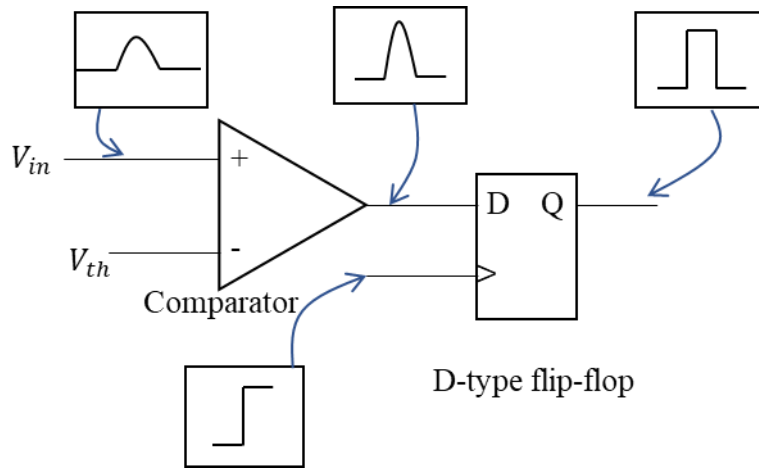 V_in
+
D Q
V_th
-
Comparator
D-type flip-flop